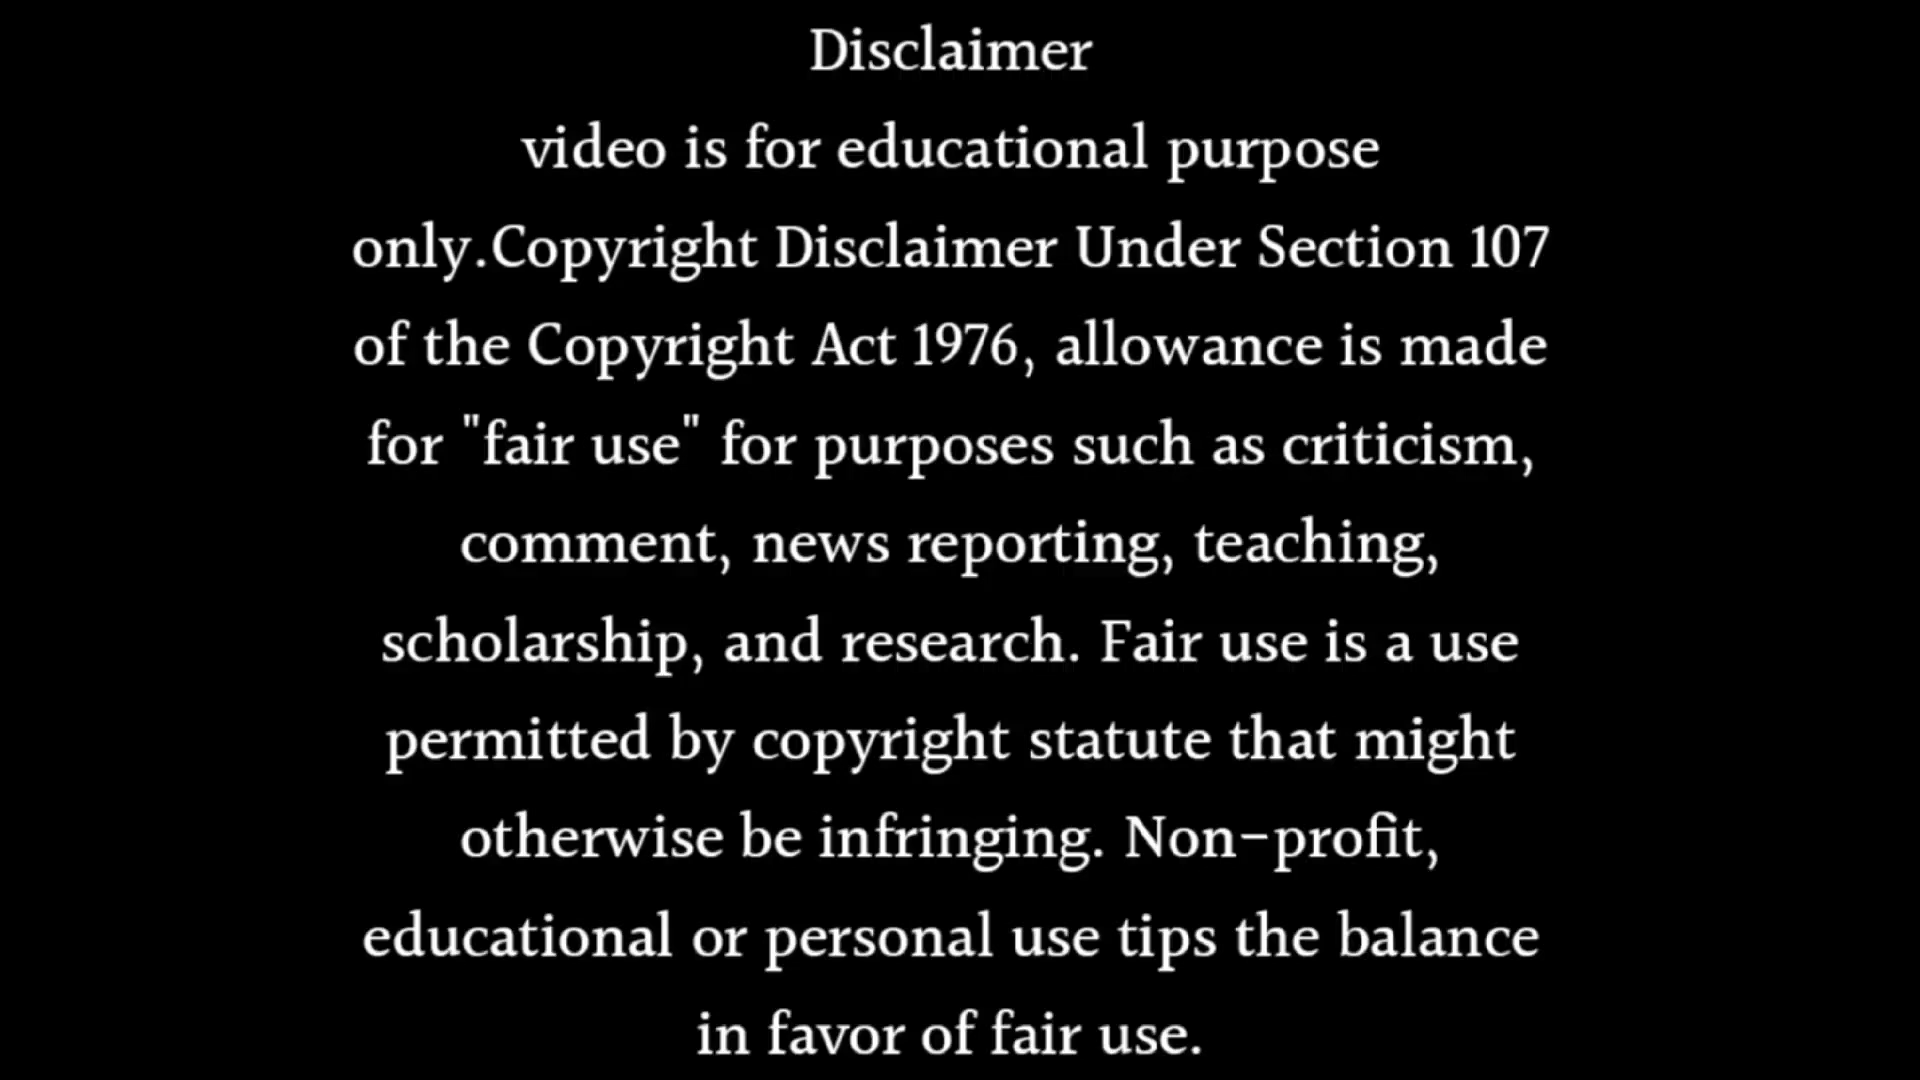 Disclaimer
video is for educational purpose
only.Copyright Disclaimer Under Section 107
of the Copyright Act 1976, allowance is made
for "fair use" for purposes such as criticism,
comment, news reporting, teaching,
scholarship, and research. Fair use is a use
permitted by copyright statute that might
otherwise be infringing. Non-profit,
educational or personal use tips the balance
in favor of fair use.